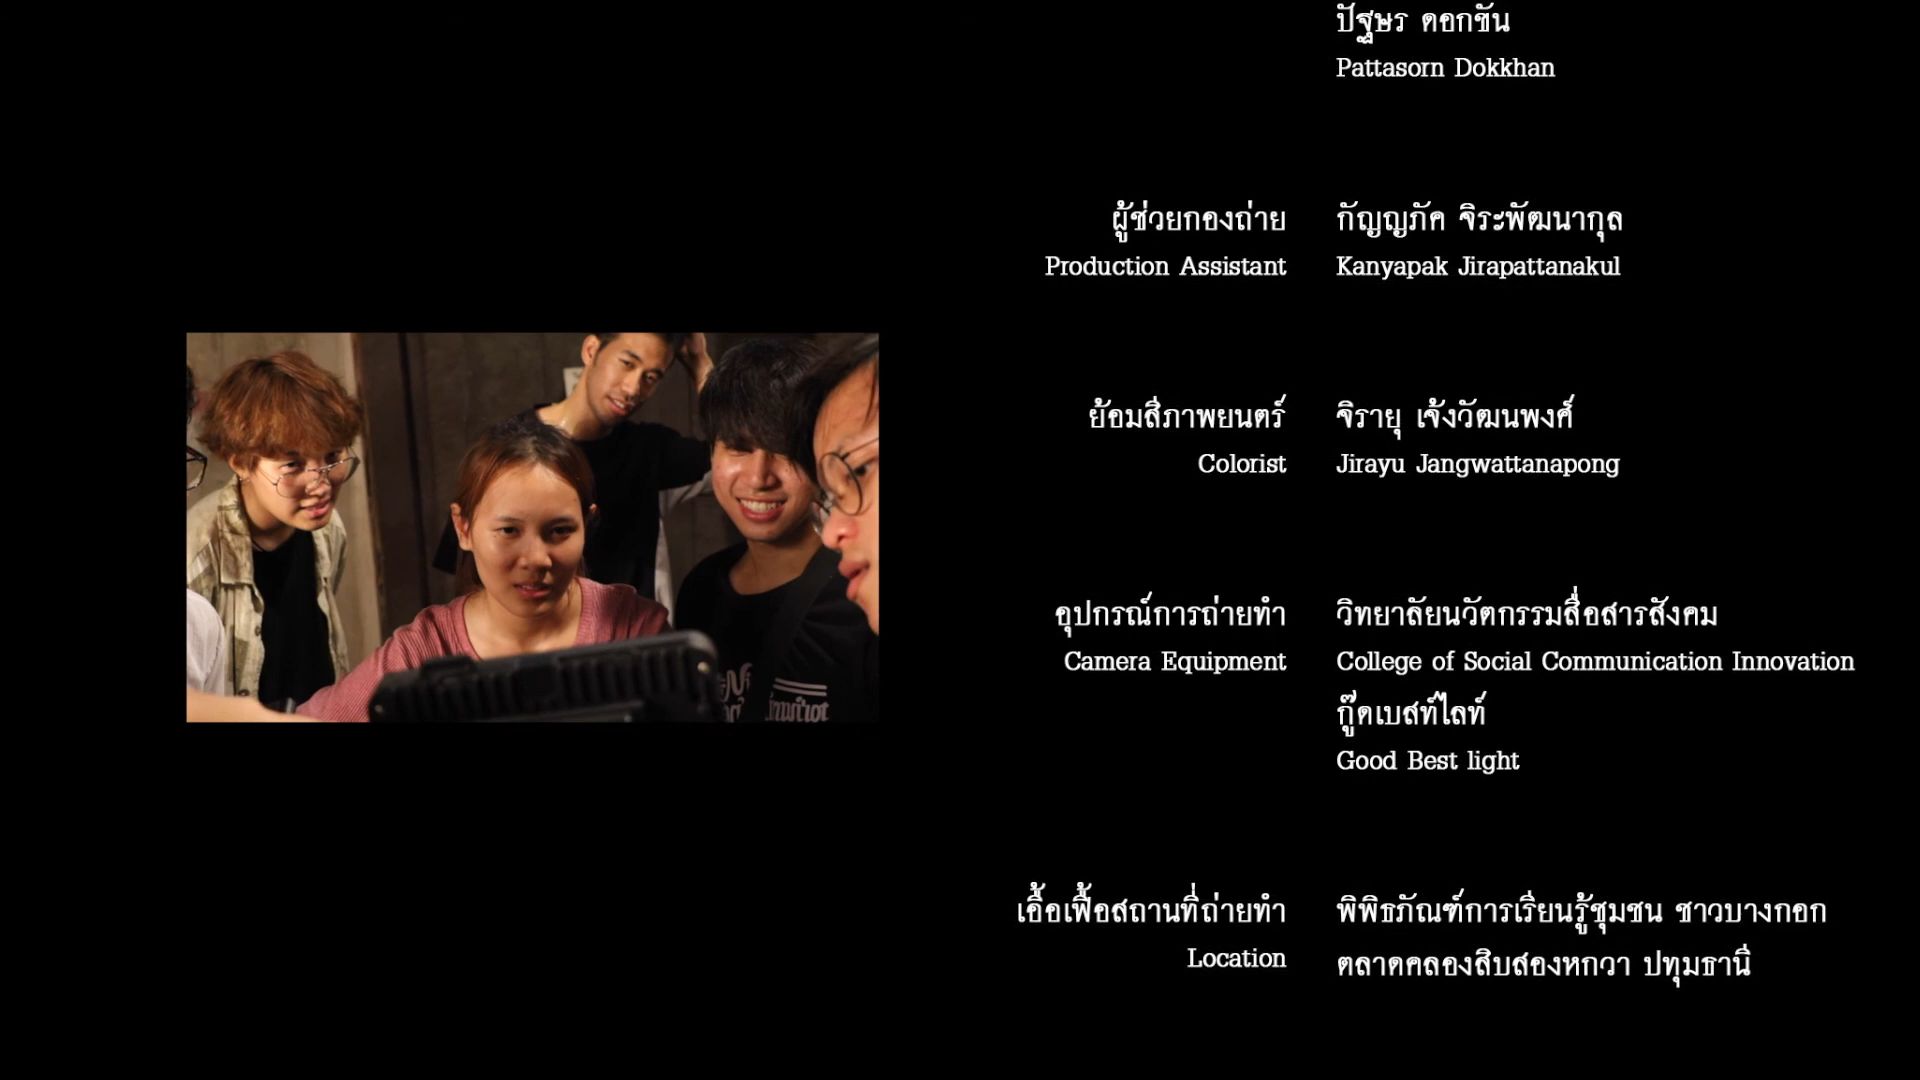 ปัฐษร ดอกขัน
Pattasorn Dokkhan
ผู้ช่วยกองถ่าย
Production Assistant
กัญญภัค จิระพัฒนากุล
Kanyapak Jirapattanakul
ย้อมสีภาพยนตร์
Colorist
จิรายุ เจ้งวัฒนพงศ์
Jirayu Jangwattanapong
อุปกรณ์การถ่ายทำ
Camera Equipment
วิทยาลัยนวัตกรรมสื่อสารสังคม
College of Social Communication Innovation
กู๊ดเบสท์ไลท์
Good Best light
เอื้อเฟื้อสถานที่ถ่ายทำ
Location
พิพิธภัณฑ์การเรียนรู้ชุมชน ชาวบางกอก
ตลาดคลองสิบสองหกวา ปทุมธานี